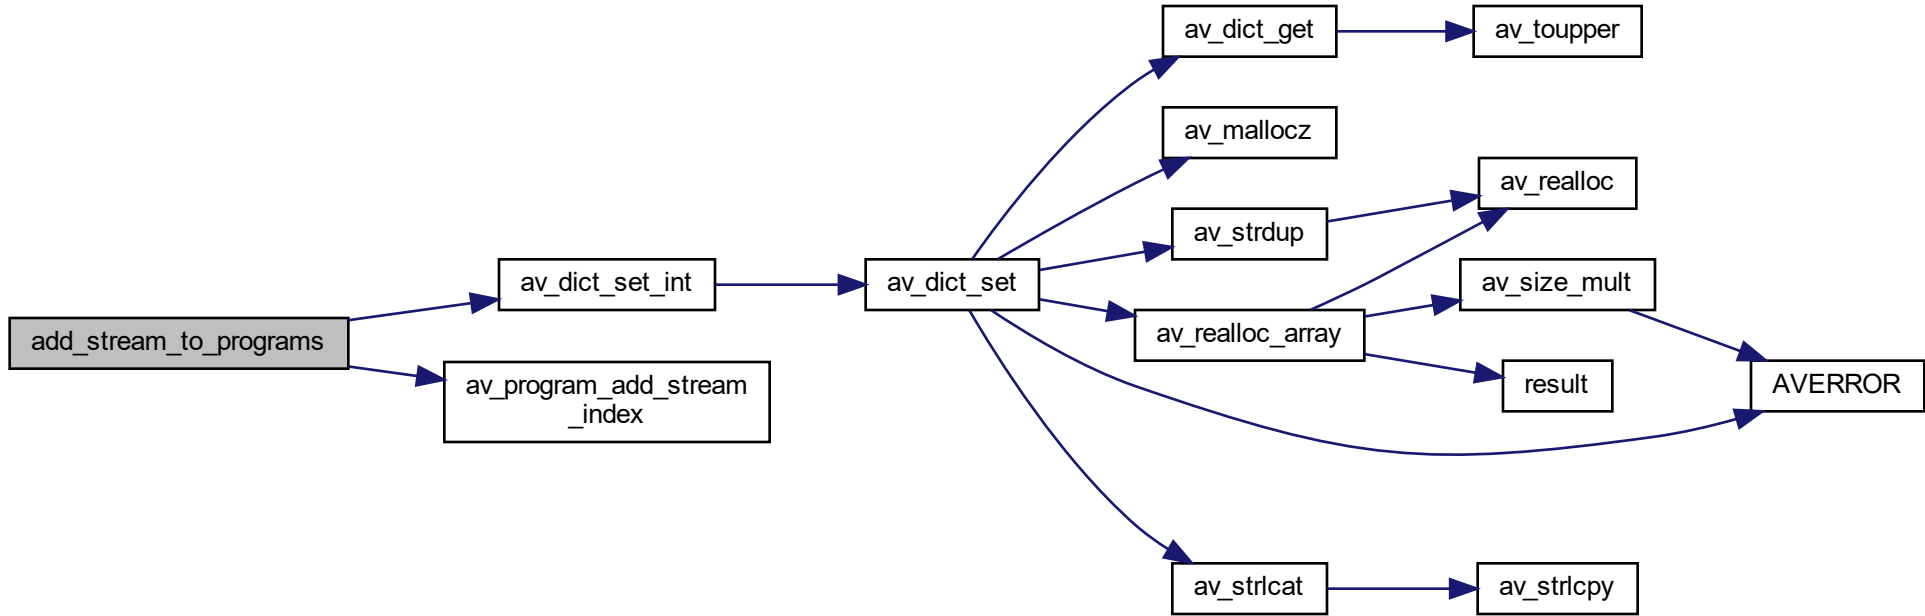 av_dict_get
av_toupper
av_mallocz
av_realloc
av_strdup
av_dict_set_int
av_dict_set
av_size_mult
add_stream_to_programs
av_realloc_array
av_program_add_stream
_index
result
AVERROR
av_strlcat
av_strlcpy